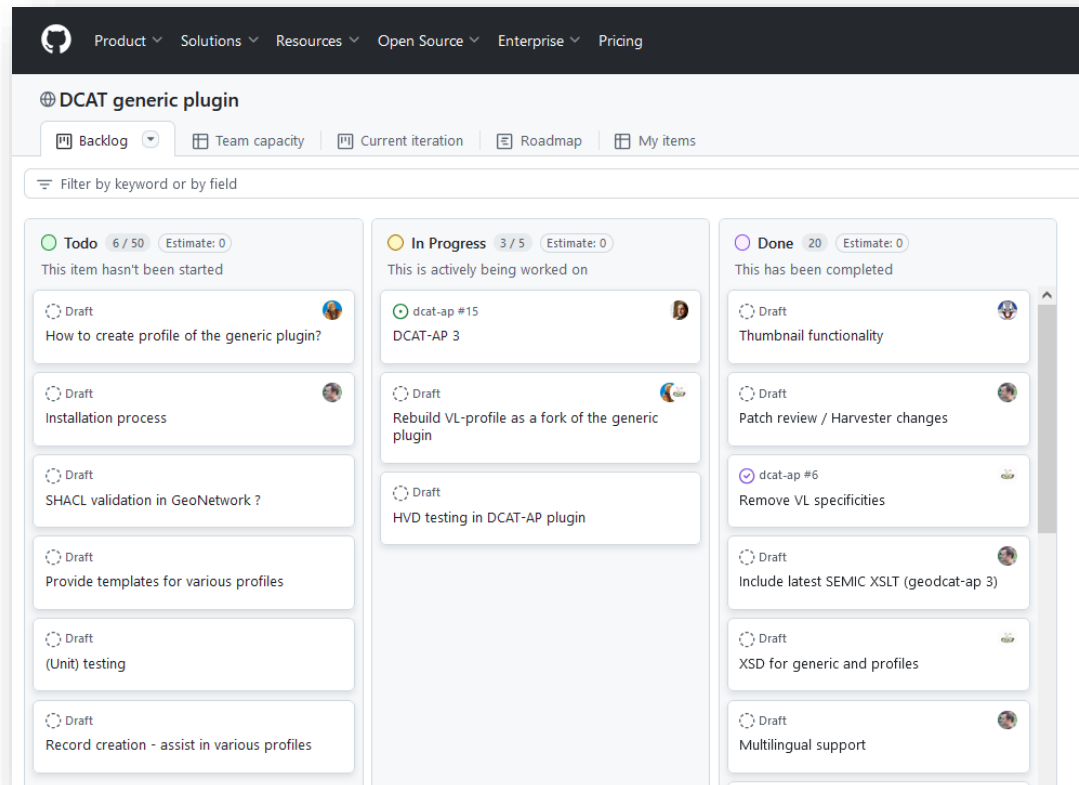 Product Solutions Resources Open Source Enterprise Pricing
DCAT generic plugin
Backlog Team capacity Current iteration Roadmap My items
Filter by keyword or by field
Todo 6 / 50 Estimate: 0
This item hasn't been started
Draft
How to create profile of the generic plugin?
Draft
Installation process
Draft
SHACL validation in GeoNetwork ?
Draft
Provide templates for various profiles
Draft
(Unit) testing
Draft
Record creation - assist in various profiles
In Progress 3 / 5 Estimate: 0
This is actively being worked on
dcat-ap #15
DCAT-AP 3
Draft
Rebuild VL-profile as a fork of the generic
plugin
Draft
HVD testing in DCAT-AP plugin
Done 20 Estimate: 0
This has been completed
Draft
Thumbnail functionality
Draft
Patch review / Harvester changes
dcat-ap #6
Remove VL specificities
Draft
Include latest SEMIC XSLT (geodcat-ap 3)
Draft
XSD for generic and profiles
Draft
Multilingual support